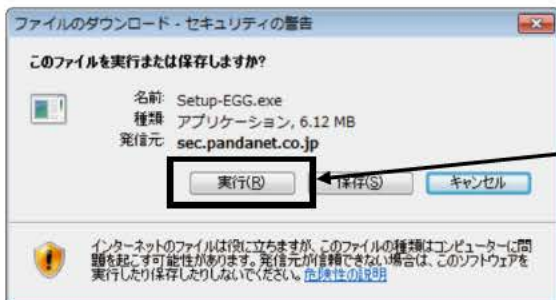 ファイルのダウンロード - セキュリティの警告
このファイルを実行または保存しますか?
名前: Setup-EGG.exe
種類: アプリケーション, 6.12 MB
発信元: sec.pandanet.co.jp
実行(R) 保存(S) キャンセル
インターネットのファイルは役に立ちますが、このファイルの種類はコンピューターに問
題を起こす可能性があります。発信元が信頼できない場合は、このソフトウェアを
実行したり保存したりしないでください。危険性の説明